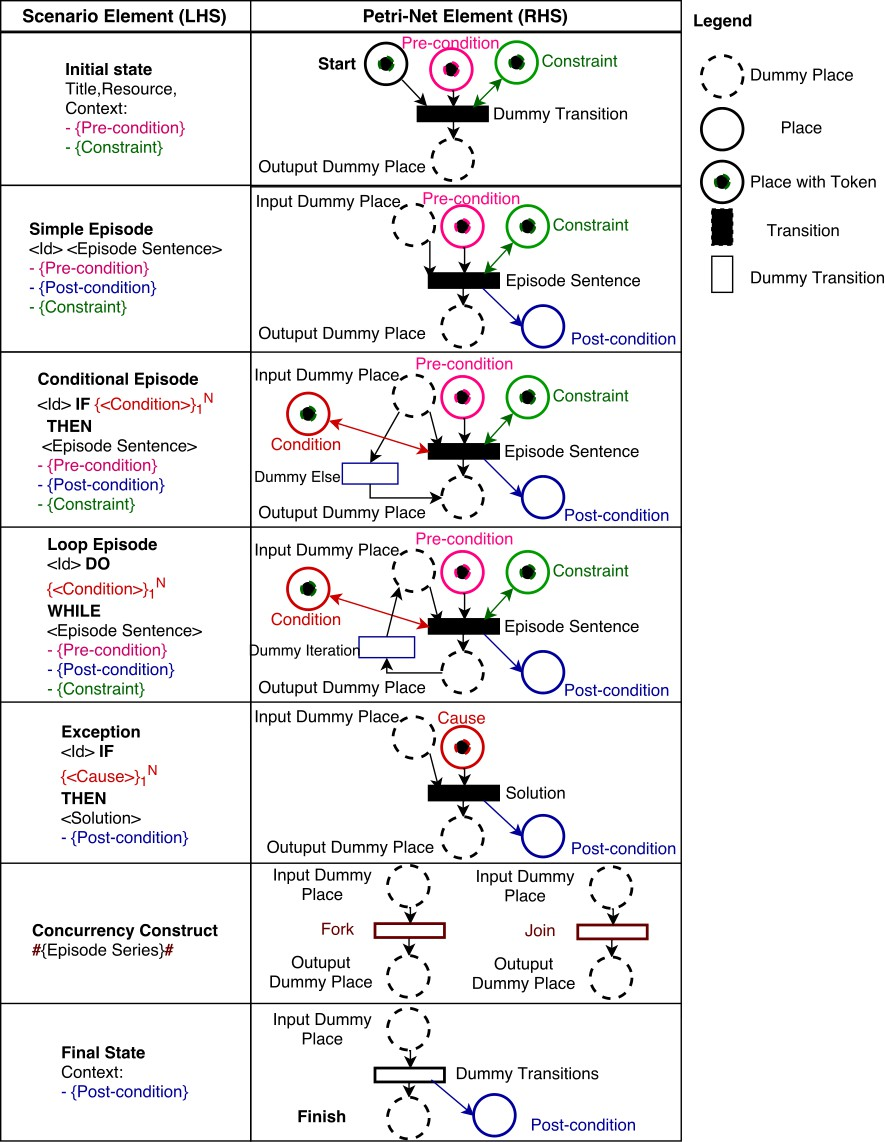 Scenario Element (LHS)
Petri-Net Element (RHS)
Initial state
Title,Resource,
Context:
- {Pre-condition}
- {Constraint}
Start
Pre-condition
Constraint
Dummy Transition
Outuput Dummy Place
Simple Episode
<Id> <Episode Sentence>
- {Pre-condition}
- {Post-condition}
- {Constraint}
Input Dummy Place
Pre-condition
Constraint
Episode Sentence
Outuput Dummy Place
Post-condition
Conditional Episode
<Id> IF {<Condition>}₁ᴺ
THEN
<Episode Sentence>
- {Pre-condition}
- {Post-condition}
- {Constraint}
Input Dummy Place
Pre-condition
Constraint
Condition
Episode Sentence
Dummy Else
Outuput Dummy Place
Post-condition
Loop Episode
<Id> DO
{<Condition>}₁ᴺ
WHILE
<Episode Sentence>
- {Pre-condition}
- {Post-condition}
- {Constraint}
Input Dummy Place
Pre-condition
Constraint
Condition
Episode Sentence
Dummy Iteration
Outuput Dummy Place
Post-condition
Exception
<Id> IF
{<Cause>}₁ᴺ
THEN
<Solution>
- {Post-condition}
Input Dummy Place
Cause
Solution
Outuput Dummy Place
Post-condition
Concurrency Construct
#{Episode Series}#
Input Dummy
Place
Fork
Outuput
Dummy Place
Input Dummy
Place
Join
Outuput
Dummy Place
Final State
Context:
- {Post-condition}
Input Dummy
Place
Dummy Transitions
Finish
Post-condition
Legend
Dummy Place
Place
Place with Token
Transition
Dummy Transition